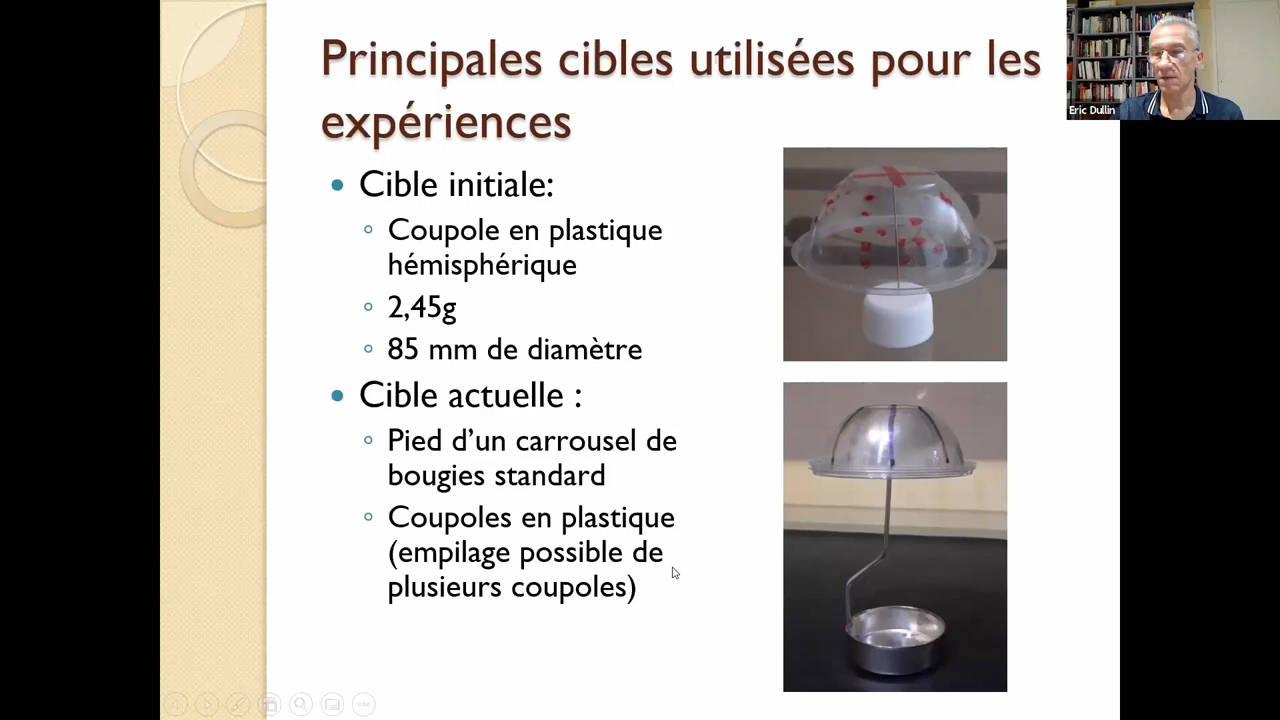 Principales cibles utilisées pour les
expériences
Eric Dullin
• Cible initiale:
◦ Coupole en plastique
hémisphérique
◦ 2,45g
◦ 85 mm de diamètre
• Cible actuelle :
◦ Pied d’un carrousel de
bougies standard
◦ Coupoles en plastique
(empilage possible de
plusieurs coupoles)